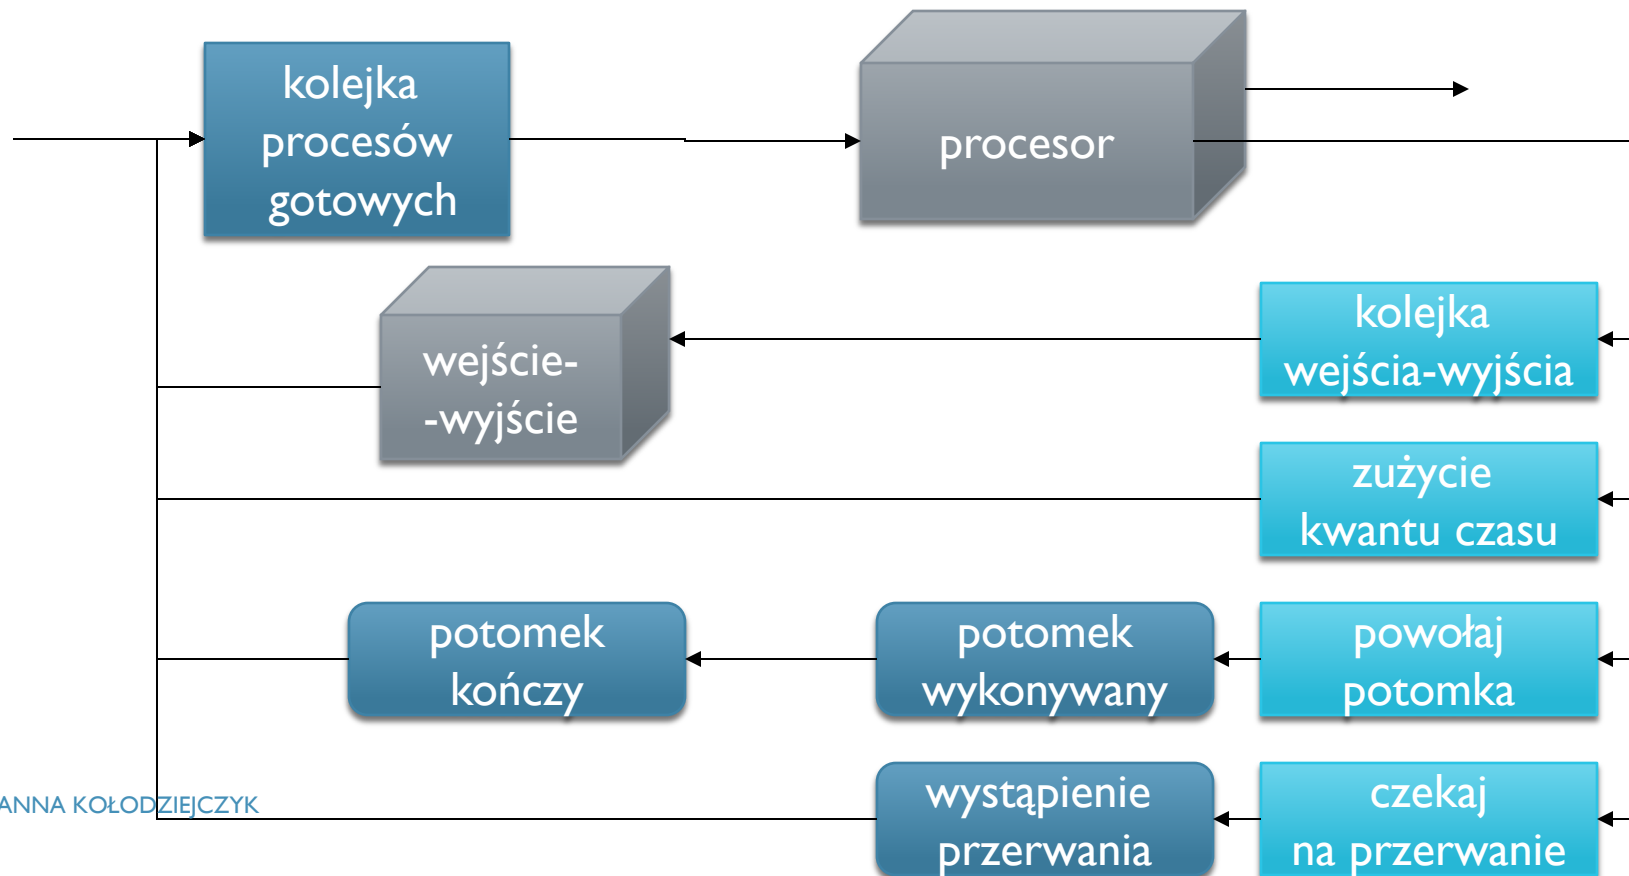 kolejka
procesów
gotowych
procesor
wejście-
-wyjście
kolejka
wejścia-wyjścia
zużycie
kwantu czasu
potomek
kończy
potomek
wykonywany
powołaj
potomka
wystąpienie
przerwania
czekaj
na przerwanie
ANNA KOŁODZIEJCZYK